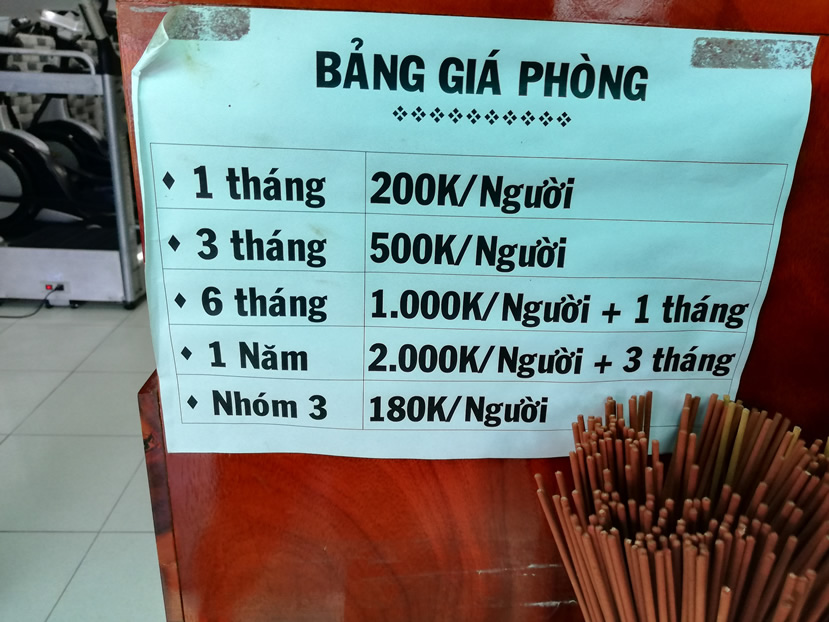 BẢNG GIÁ PHÒNG
1 tháng 200K/Người
3 tháng 500K/Người
6 tháng 1.000K/Người + 1 tháng
1 Năm 2.000K/Người + 3 tháng
Nhóm 3 180K/Người